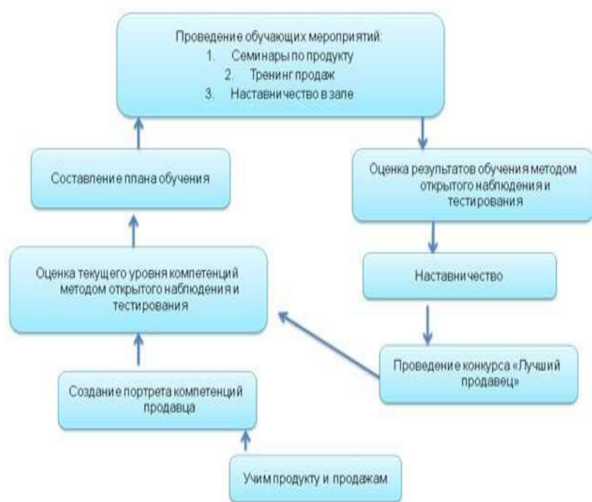 Проведение обучающих мероприятий:
1. Семинары по продукту
2. Тренинг продаж
3. Наставничество в зале
Составление плана обучения
Оценка результатов обучения методом
открытого наблюдения и
тестирования
Оценка текущего уровня компетенций
методом открытого наблюдения и
тестирования
Наставничество
Создание портрета компетенций
продавца
Проведение конкурса «Лучший
продавец»
Учим продукту и продажам